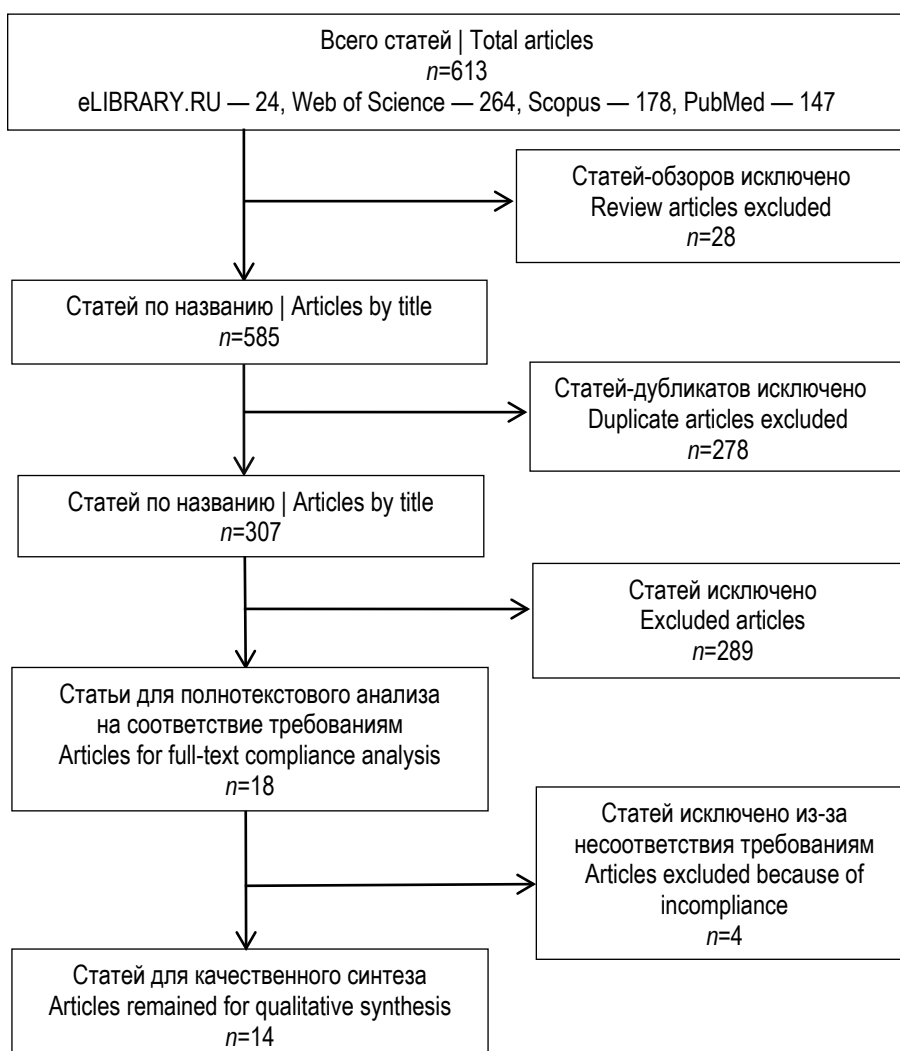 Всего статей | Total articles
n=613
eLIBRARY.RU — 24, Web of Science — 264, Scopus — 178, PubMed — 147
Статей-обзоров исключено
Review articles excluded
n=28
Статей по названию | Articles by title
n=585
Статей-дубликатов исключено
Duplicate articles excluded
n=278
Статей по названию | Articles by title
n=307
Статей исключено
Excluded articles
n=289
Статьи для полнотекстового анализа
на соответствие требованиям
Articles for full-text compliance analysis
n=18
Статей исключено из-за
несоответствия требованиям
Articles excluded because of
incompliance
n=4
Статей для качественного синтеза
Articles remained for qualitative synthesis
n=14